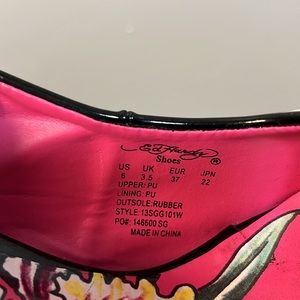 Ed Hardy
Shoes ®
US UK EUR JPN
6 3.5 37 22
UPPER: PU
LINING: PU
OUTSOLE: RUBBER
STYLE: 13SGG101W
PO#: 146600 SG
MADE IN CHINA